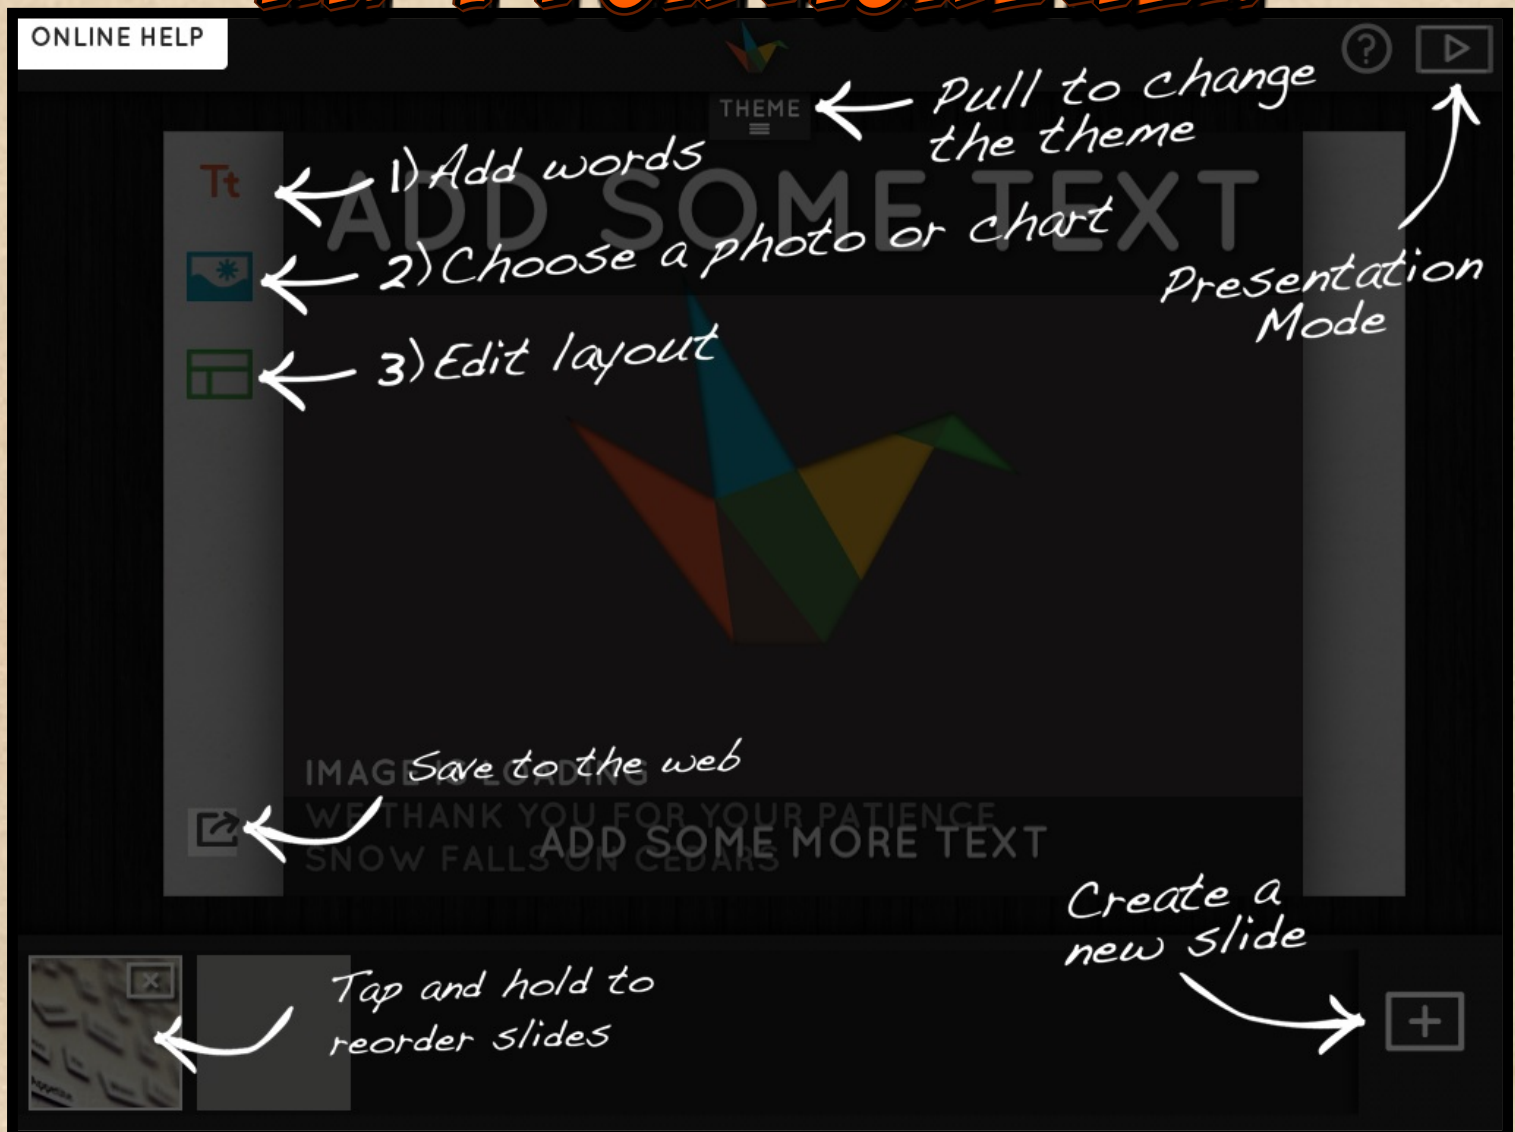 ONLINE HELP
THEME
Pull to change
the theme
Tt
1) Add words
ADD SOME TEXT
2) Choose a photo or chart
Presentation
Mode
3) Edit layout
Save to the web
IMAGE IS LOADING
WE THANK YOU FOR YOUR PATIENCE
ADD SOME MORE TEXT
SNOW FALLS ON CEDARS
Create a
new slide
Tap and hold to
reorder slides